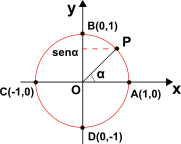 y
B(0,1)
P
senα
α
C(-1,0)
O
A(1,0)
x
D(0,-1)